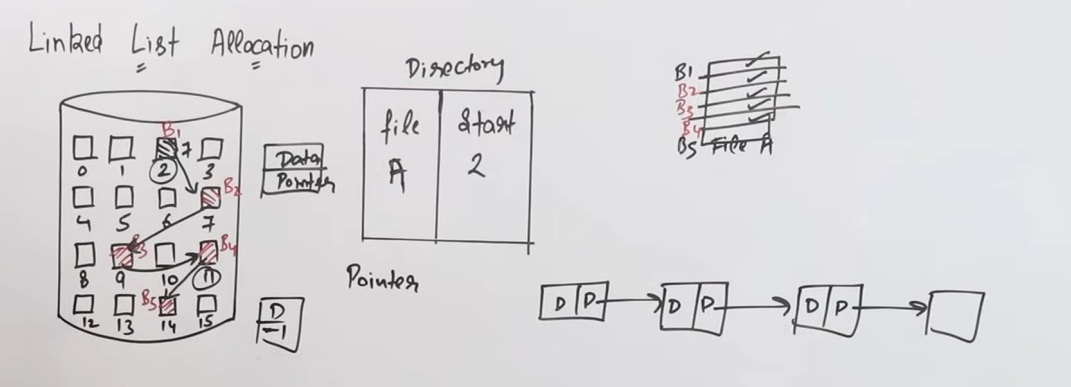 Linked List Allocation
Directory
file Start
A 2
B1
B2
B3
B4
B5 File A
B1
7
0 1 2 3
B2
4 5 6 7
B3 B4
8 9 10 11
B5
12 13 14 15
Data
Pointer
D
-1
Pointer
D P D P D P